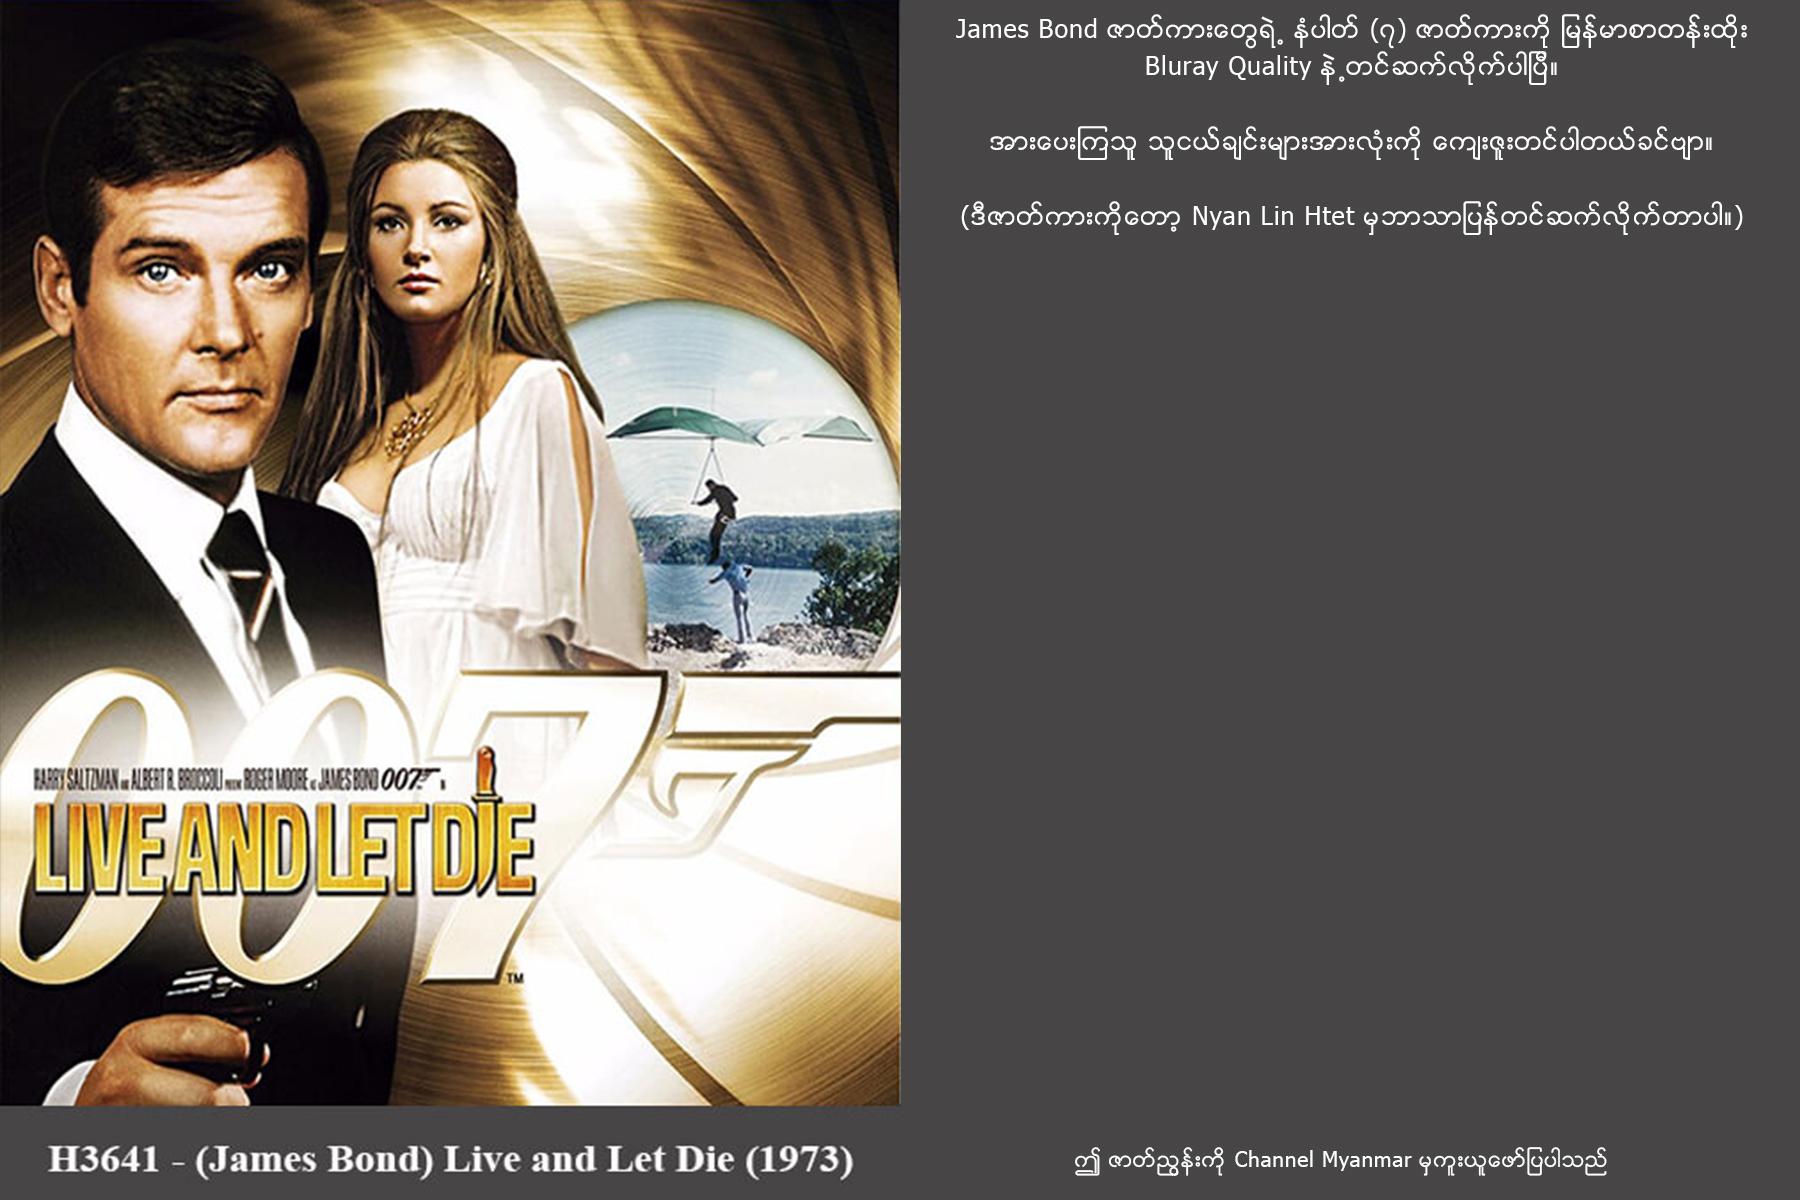 James Bond ဇာတ်ကားတွေရဲ့ နံပါတ် (၇) ဇာတ်ကားကို မြန်မာစာတန်းထိုး
Bluray Quality နဲ့တင်ဆက်လိုက်ပါပြီ။
အားပေးကြသူ သူငယ်ချင်းများအားလုံးကို ကျေးဇူးတင်ပါတယ်ခင်ဗျာ။
(ဒီဇာတ်ကားကိုတော့ Nyan Lin Htet မှဘာသာပြန်တင်ဆက်လိုက်တာပါ။)
007
HARRY SALTZMAN AND ALBERT R. BROCCOLI PRESENT ROGER MOORE AS JAMES BOND 007 IN
LIVE AND LET DIE
TM
H3641 - (James Bond) Live and Let Die (1973)
ဤ ဇာတ်ညွှန်းကို Channel Myanmar မှကူးယူဖော်ပြပါသည်